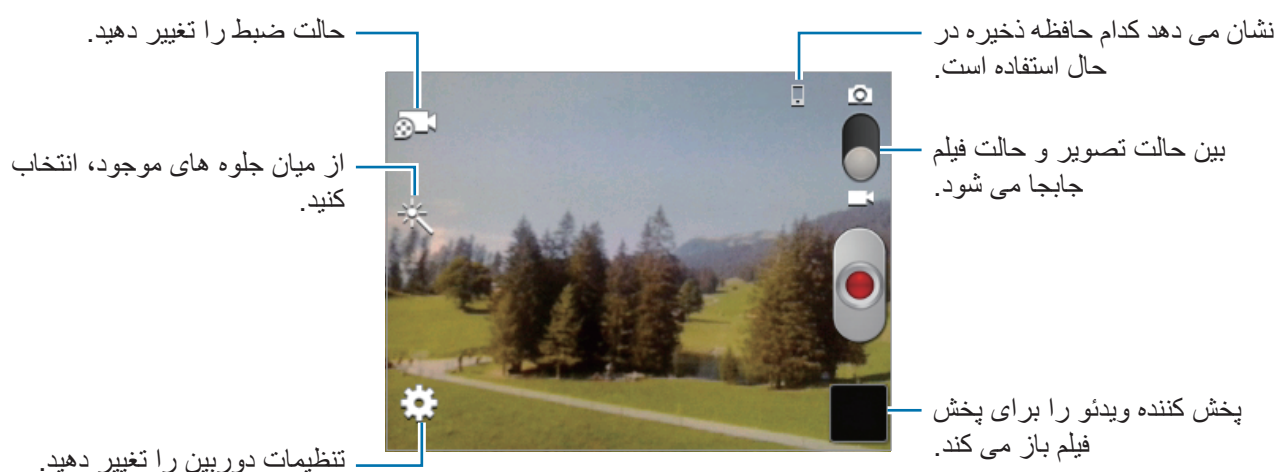 نشان می دهد کدام حافظه ذخیره در
حال استفاده است.
بین حالت تصویر و حالت فیلم
جابجا می شود.
پخش کننده ویدئو را برای پخش
فیلم باز می کند.
حالت ضبط را تغییر دهید.
از میان جلوه های موجود، انتخاب
کنید.
تنظیمات دوربین را تغییر دهید.